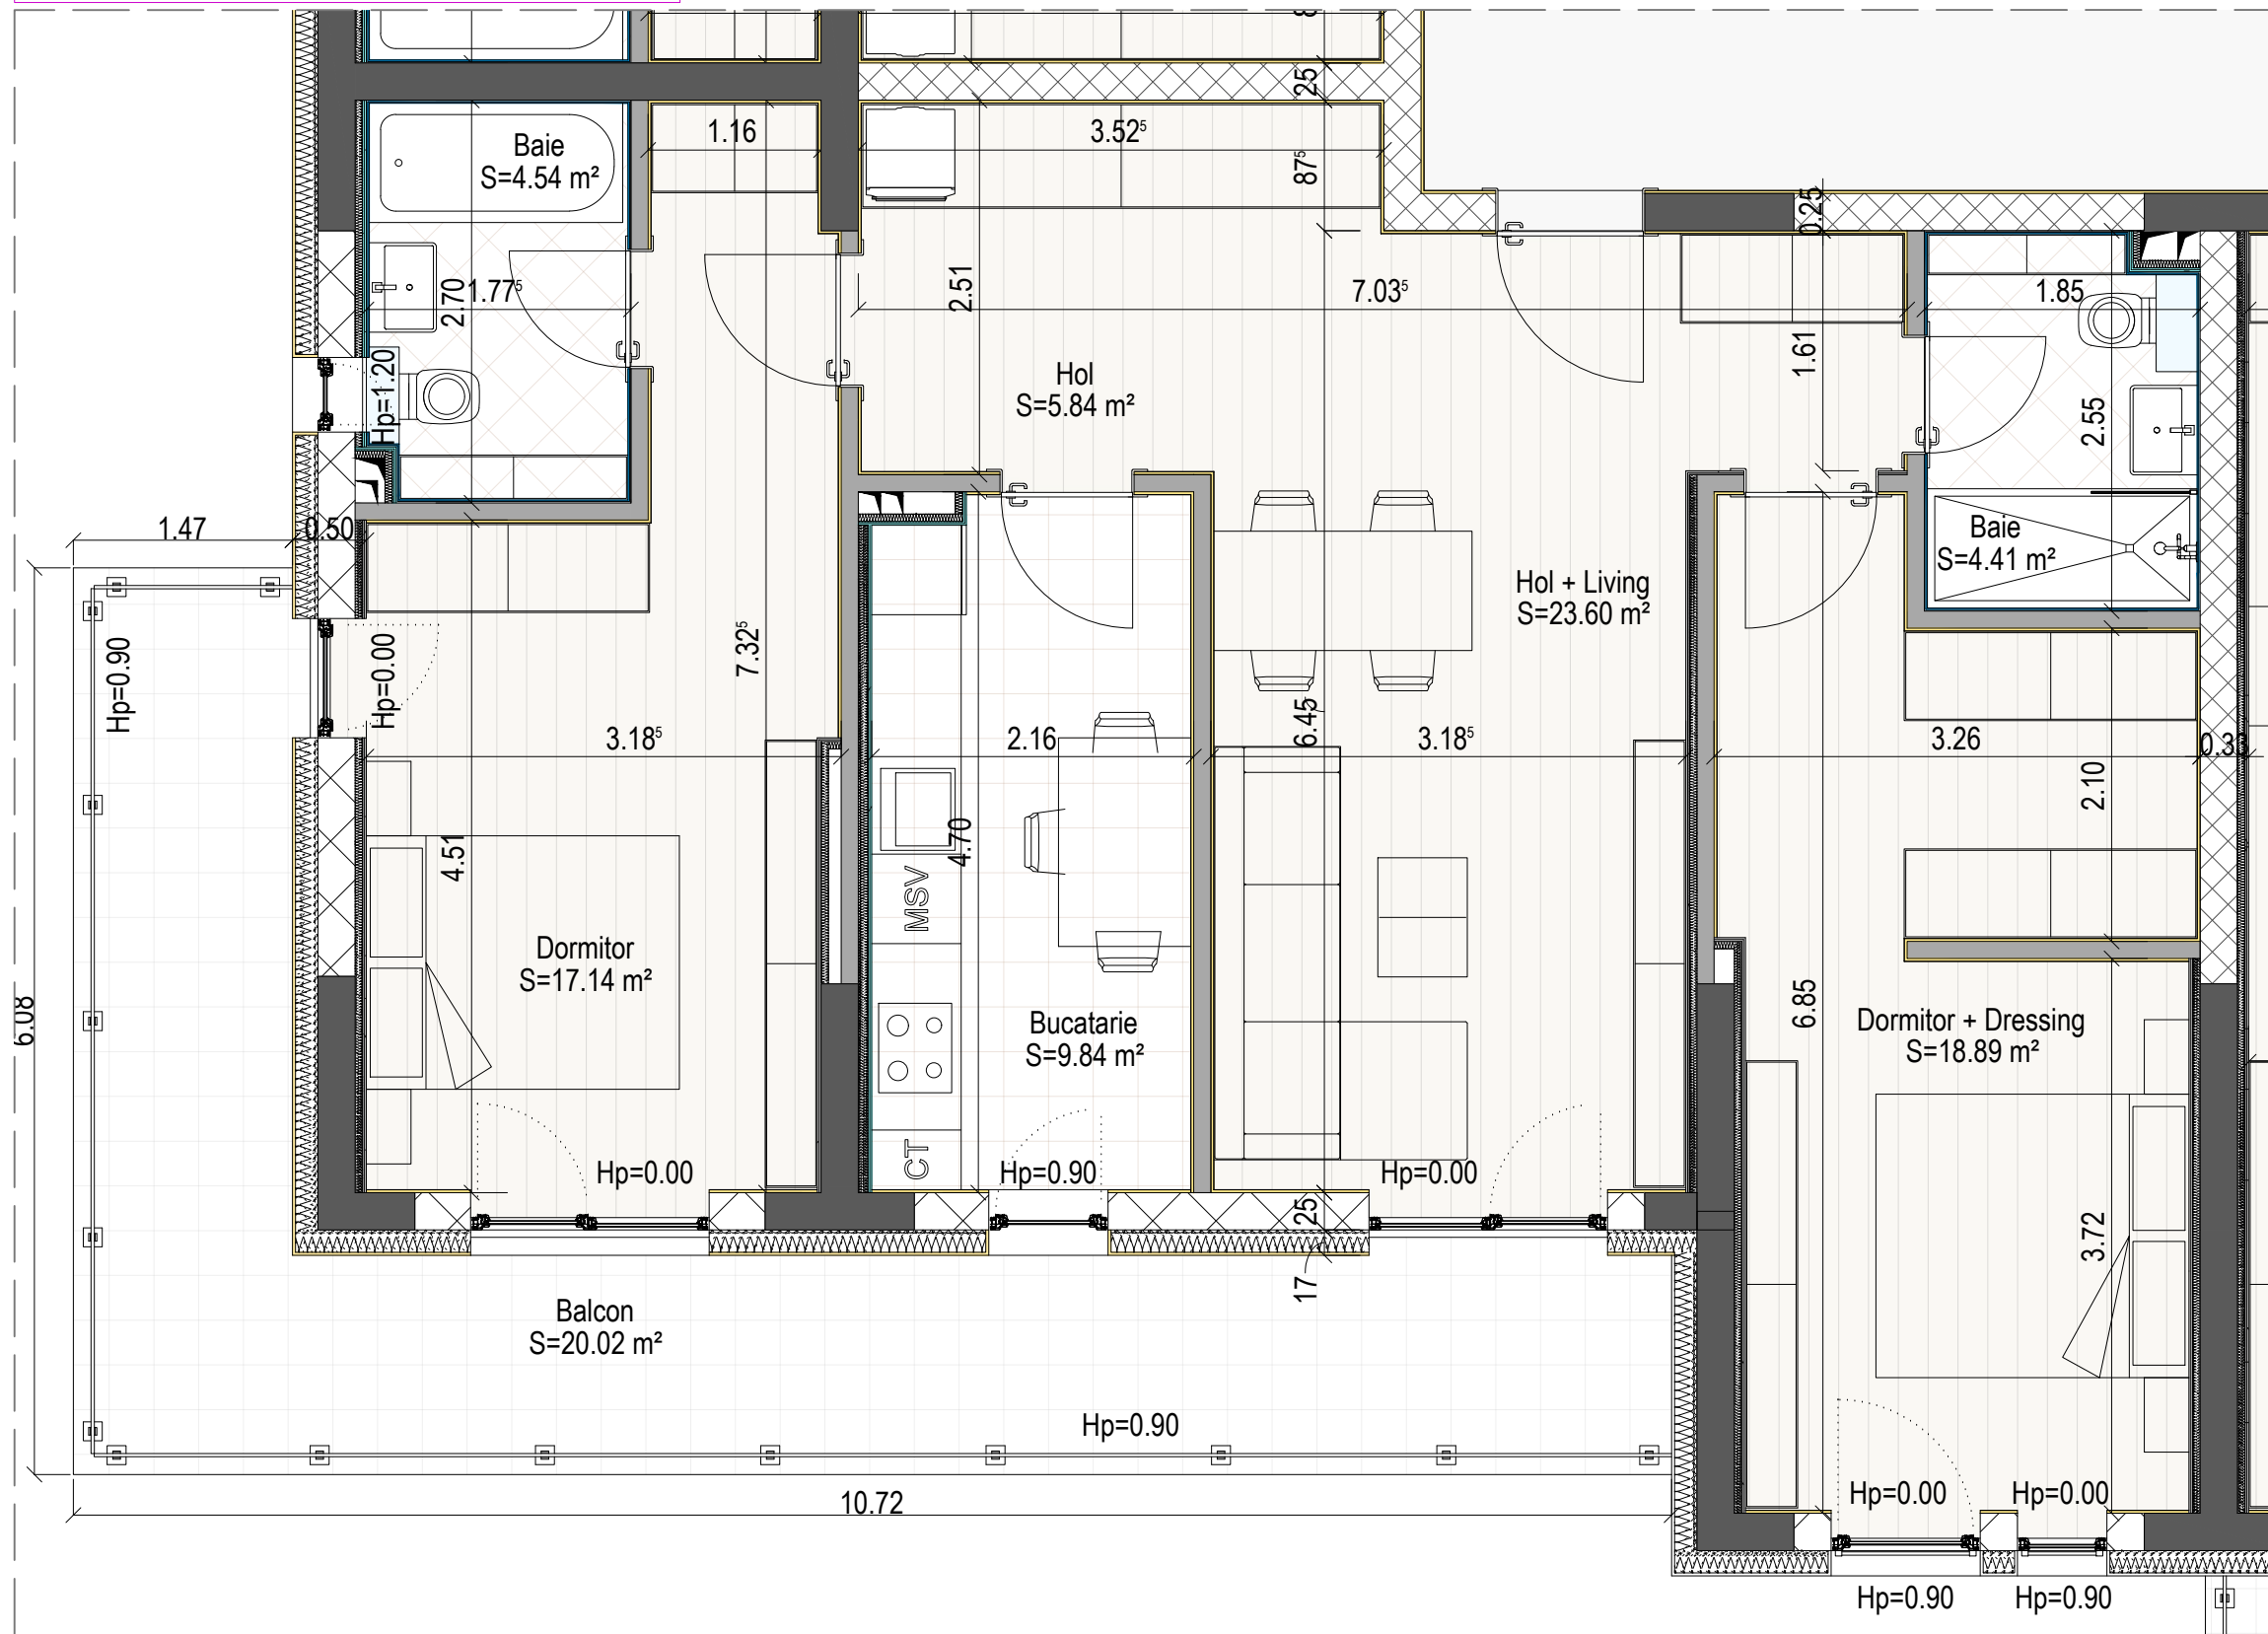 25
1.16
3.52⁵
87⁵
Baie
S=4.54 m²
0.25
2.70
1.77⁵
2.51
7.03⁵
1.85
1.61
Hp=1.20
Hol
S=5.84 m²
2.55
1.47
0.50
Baie
S=4.41 m²
Hol + Living
S=23.60 m²
Hp=0.90
Hp=0.00
7.32⁵
6.45
3.18⁵
2.16
3.18⁵
3.26
0.33
2.10
4.51
4.70
MSV
Dormitor
S=17.14 m²
6.08
Bucatarie
S=9.84 m²
6.85
Dormitor + Dressing
S=18.89 m²
CT
Hp=0.00
Hp=0.90
Hp=0.00
25
17
3.72
Balcon
S=20.02 m²
Hp=0.90
10.72
Hp=0.00
Hp=0.00
Hp=0.90
Hp=0.90